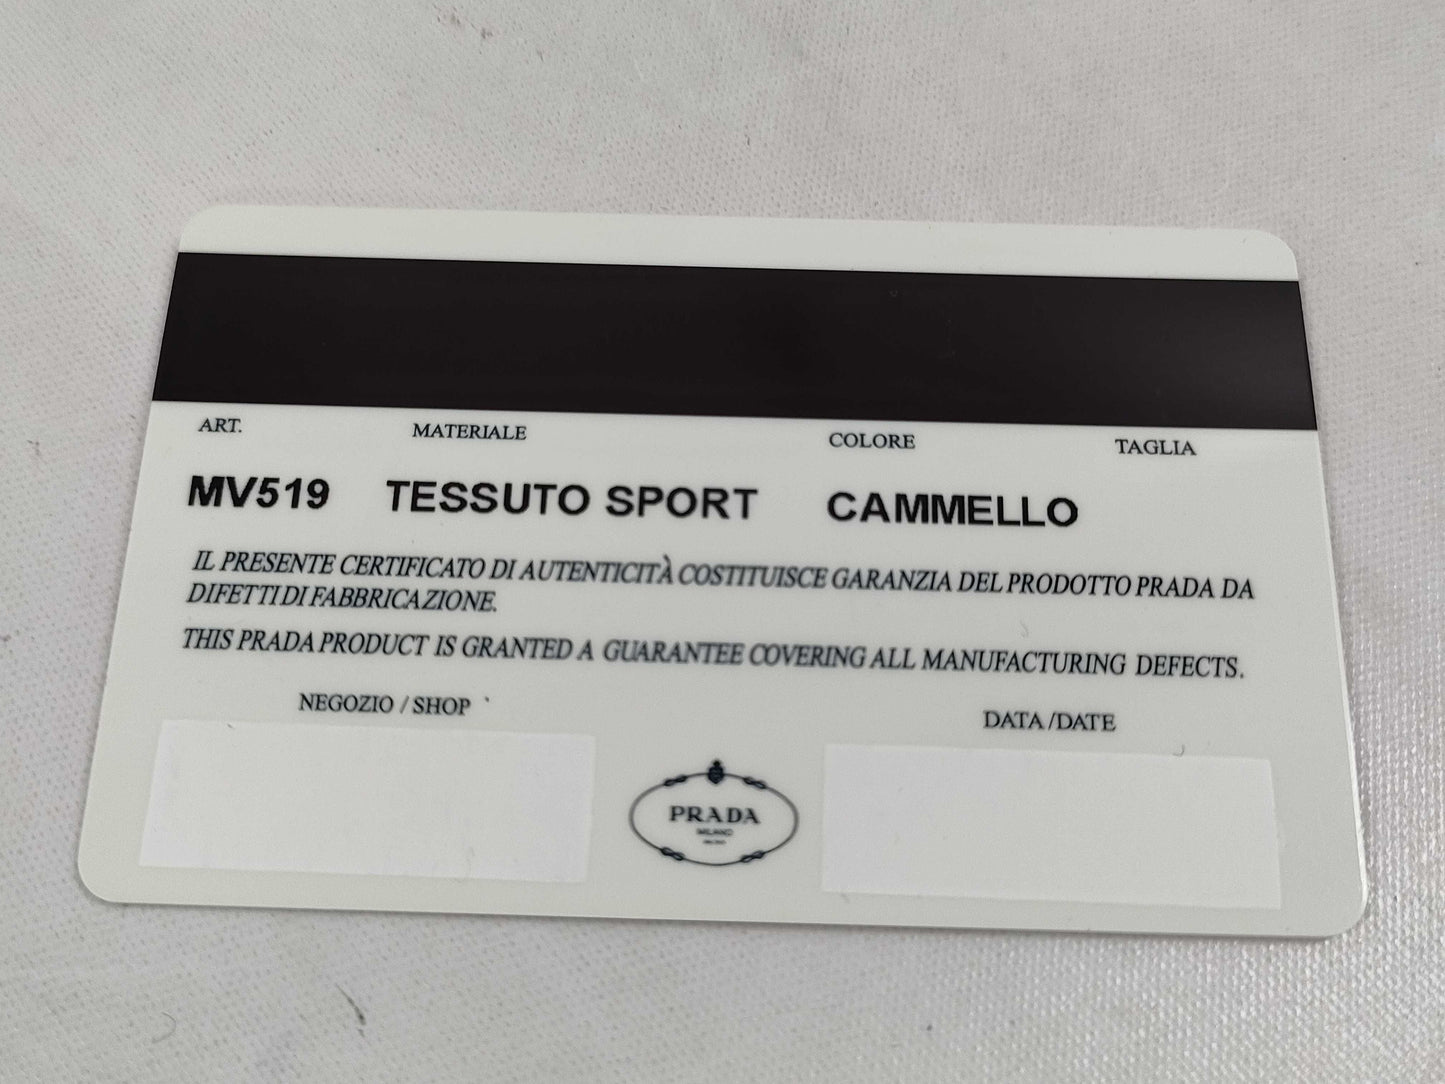 ART. MATERIALE COLORE TAGLIA
MV519 TESSUTO SPORT CAMMELLO
IL PRESENTE CERTIFICATO DI AUTENTICITÀ COSTITUISCE GARANZIA DEL PRODOTTO PRADA DA
DIFETTI DI FABBRICAZIONE.
THIS PRADA PRODUCT IS GRANTED A GUARANTEE COVERING ALL MANUFACTURING DEFECTS.
NEGOZIO / SHOP DATA /DATE
PRADA
MILANO